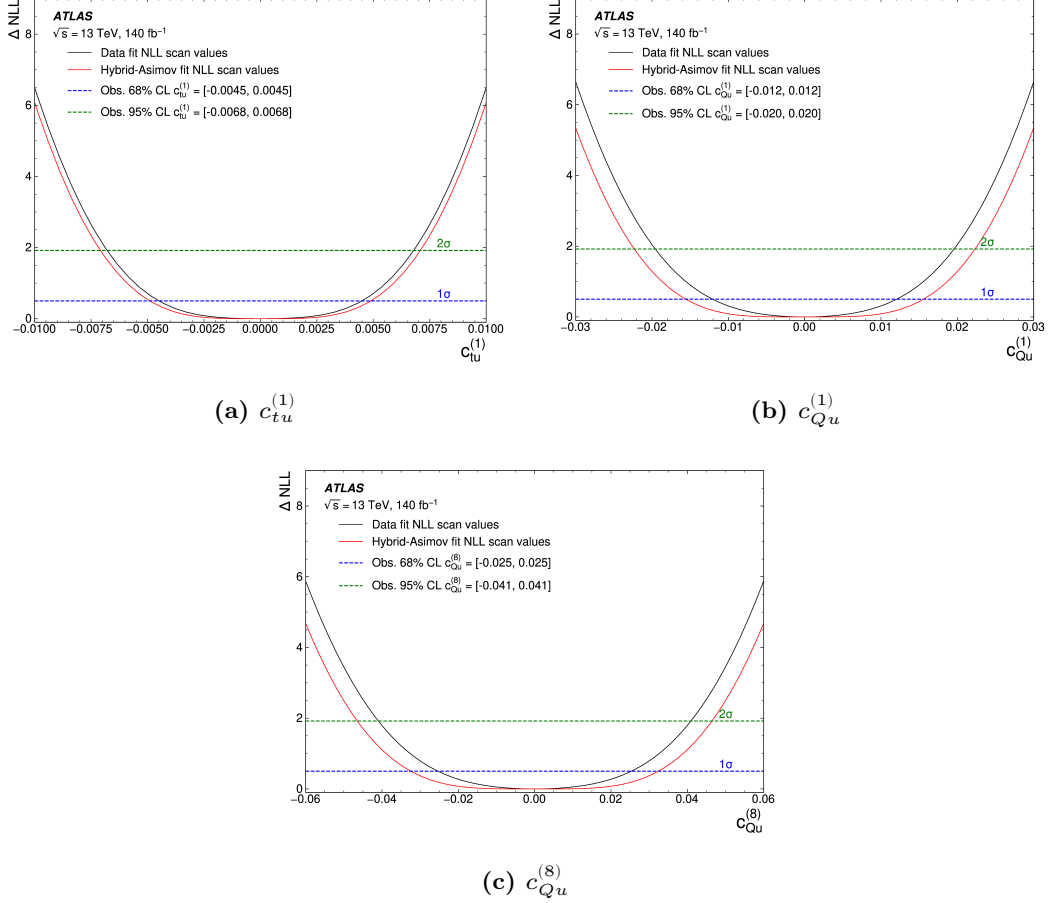 Δ NLL
ATLAS
√s = 13 TeV, 140 fb⁻¹
Data fit NLL scan values
Hybrid-Asimov fit NLL scan values
Obs. 68% CL c_tu^(1) = [-0.0045, 0.0045]
Obs. 95% CL c_tu^(1) = [-0.0068, 0.0068]
8
6
4
2
0
2σ
1σ
−0.0100 −0.0075 −0.0050 −0.0025 0.0000 0.0025 0.0050 0.0075 0.0100
c_tu^(1)
(a) c_tu^(1)
Δ NLL
ATLAS
√s = 13 TeV, 140 fb⁻¹
Data fit NLL scan values
Hybrid-Asimov fit NLL scan values
Obs. 68% CL c_Qu^(1) = [-0.012, 0.012]
Obs. 95% CL c_Qu^(1) = [-0.020, 0.020]
8
6
4
2
0
2σ
1σ
−0.03 −0.02 −0.01 0.00 0.01 0.02 0.03
c_Qu^(1)
(b) c_Qu^(1)
Δ NLL
ATLAS
√s = 13 TeV, 140 fb⁻¹
Data fit NLL scan values
Hybrid-Asimov fit NLL scan values
Obs. 68% CL c_Qu^(8) = [-0.025, 0.025]
Obs. 95% CL c_Qu^(8) = [-0.041, 0.041]
8
6
4
2
0
2σ
1σ
−0.06 −0.04 −0.02 0.00 0.02 0.04 0.06
c_Qu^(8)
(c) c_Qu^(8)